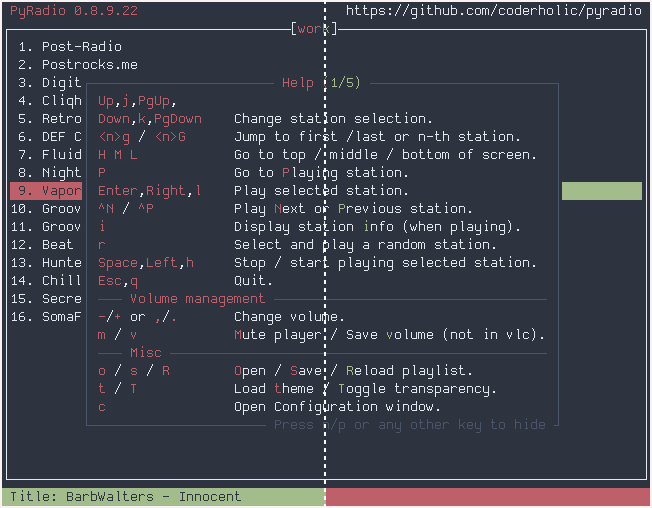 PyRadio 0.8.9.22 https://github.com/coderholic/pyradio
[work]
1. Post-Radio
2. Postrocks.me
3. Digit
Help (1/5)
4. Cliqh Up,j,PgUp,
5. Retro Down,k,PgDown Change station selection.
6. DEF C <n>g / <n>G Jump to first /last or n-th station.
7. Fluid H M L Go to top / middle / bottom of screen.
8. Night P Go to Playing station.
9. Vapor Enter,Right,l Play selected station.
10. Groov ^N / ^P Play Next or Previous station.
11. Groov i Display station info (when playing).
12. Beat r Select and play a random station.
13. Hunte Space,Left,h Stop / start playing selected station.
14. Chill Esc,q Quit.
15. Secre Volume management
16. SomaF -/+ or ,/. Change volume.
m / v Mute player / Save volume (not in vlc).
Misc
o / s / R Open / Save / Reload playlist.
t / T Load theme / Toggle transparency.
c Open Configuration window.
Press n/p or any other key to hide
Title: BarbWalters - Innocent